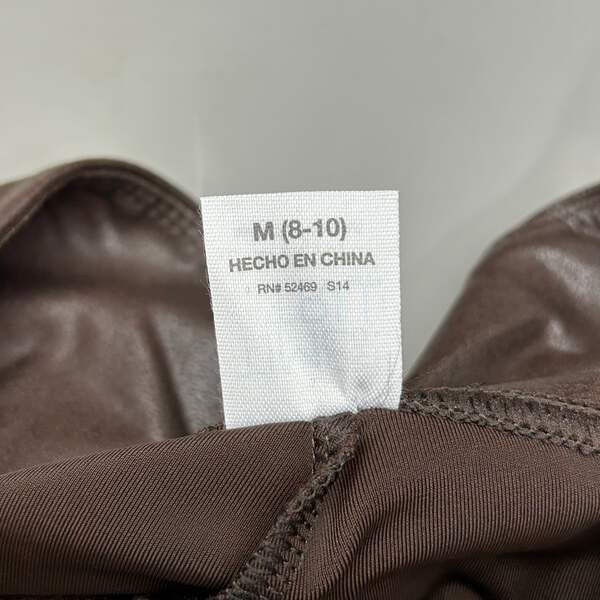 M (8-10)
HECHO EN CHINA
RN# 52469 S14